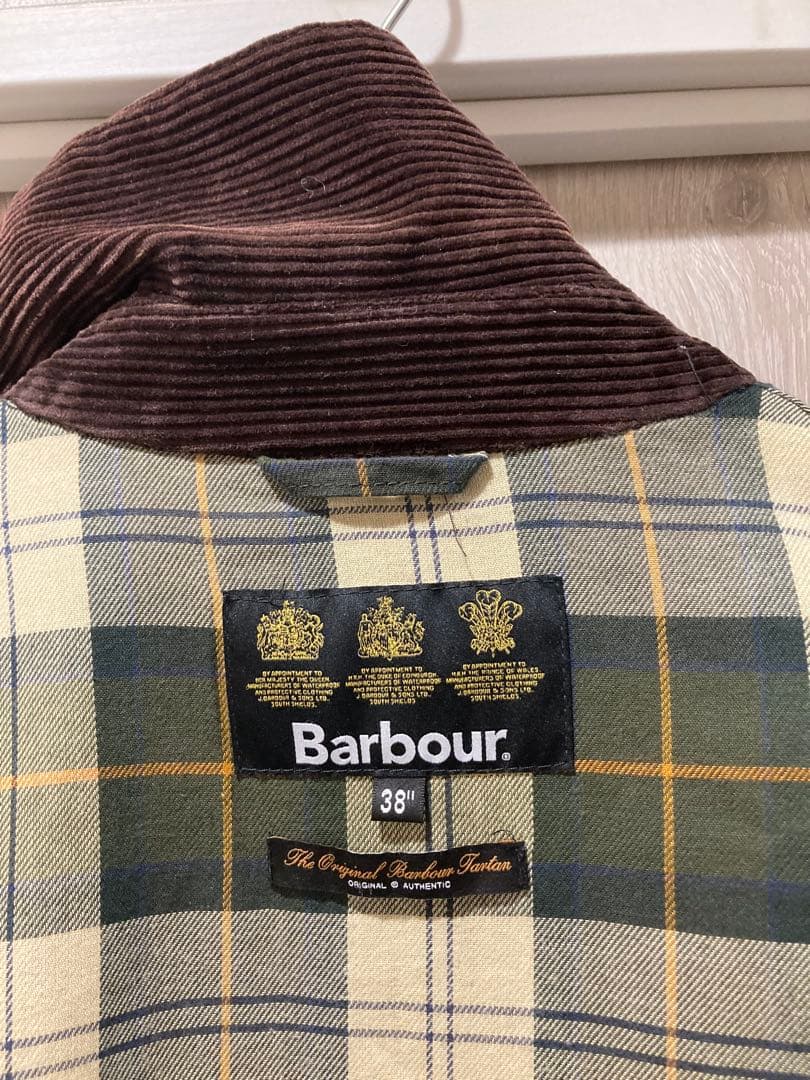 BY APPOINTMENT TO
HER MAJESTY THE QUEEN
MANUFACTURERS OF WATERPROOF
AND PROTECTIVE CLOTHING
J. BARBOUR & SONS LTD.
SOUTH SHIELDS
BY APPOINTMENT TO
H.R.H. THE DUKE OF EDINBURGH
MANUFACTURERS OF WATERPROOF
AND PROTECTIVE CLOTHING
J. BARBOUR & SONS LTD.
SOUTH SHIELDS
BY APPOINTMENT TO
H.R.H. THE PRINCE OF WALES
MANUFACTURERS OF WATERPROOF
AND PROTECTIVE CLOTHING
J. BARBOUR & SONS LTD.
SOUTH SHIELDS
Barbour®
38"
The Original Barbour Tartan
ORIGINAL & AUTHENTIC